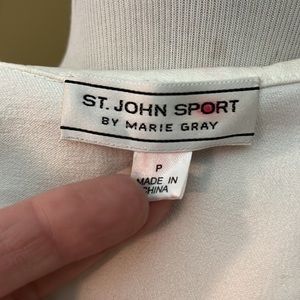 ST. JOHN SPORT
BY MARIE GRAY
P
MADE IN
CHINA